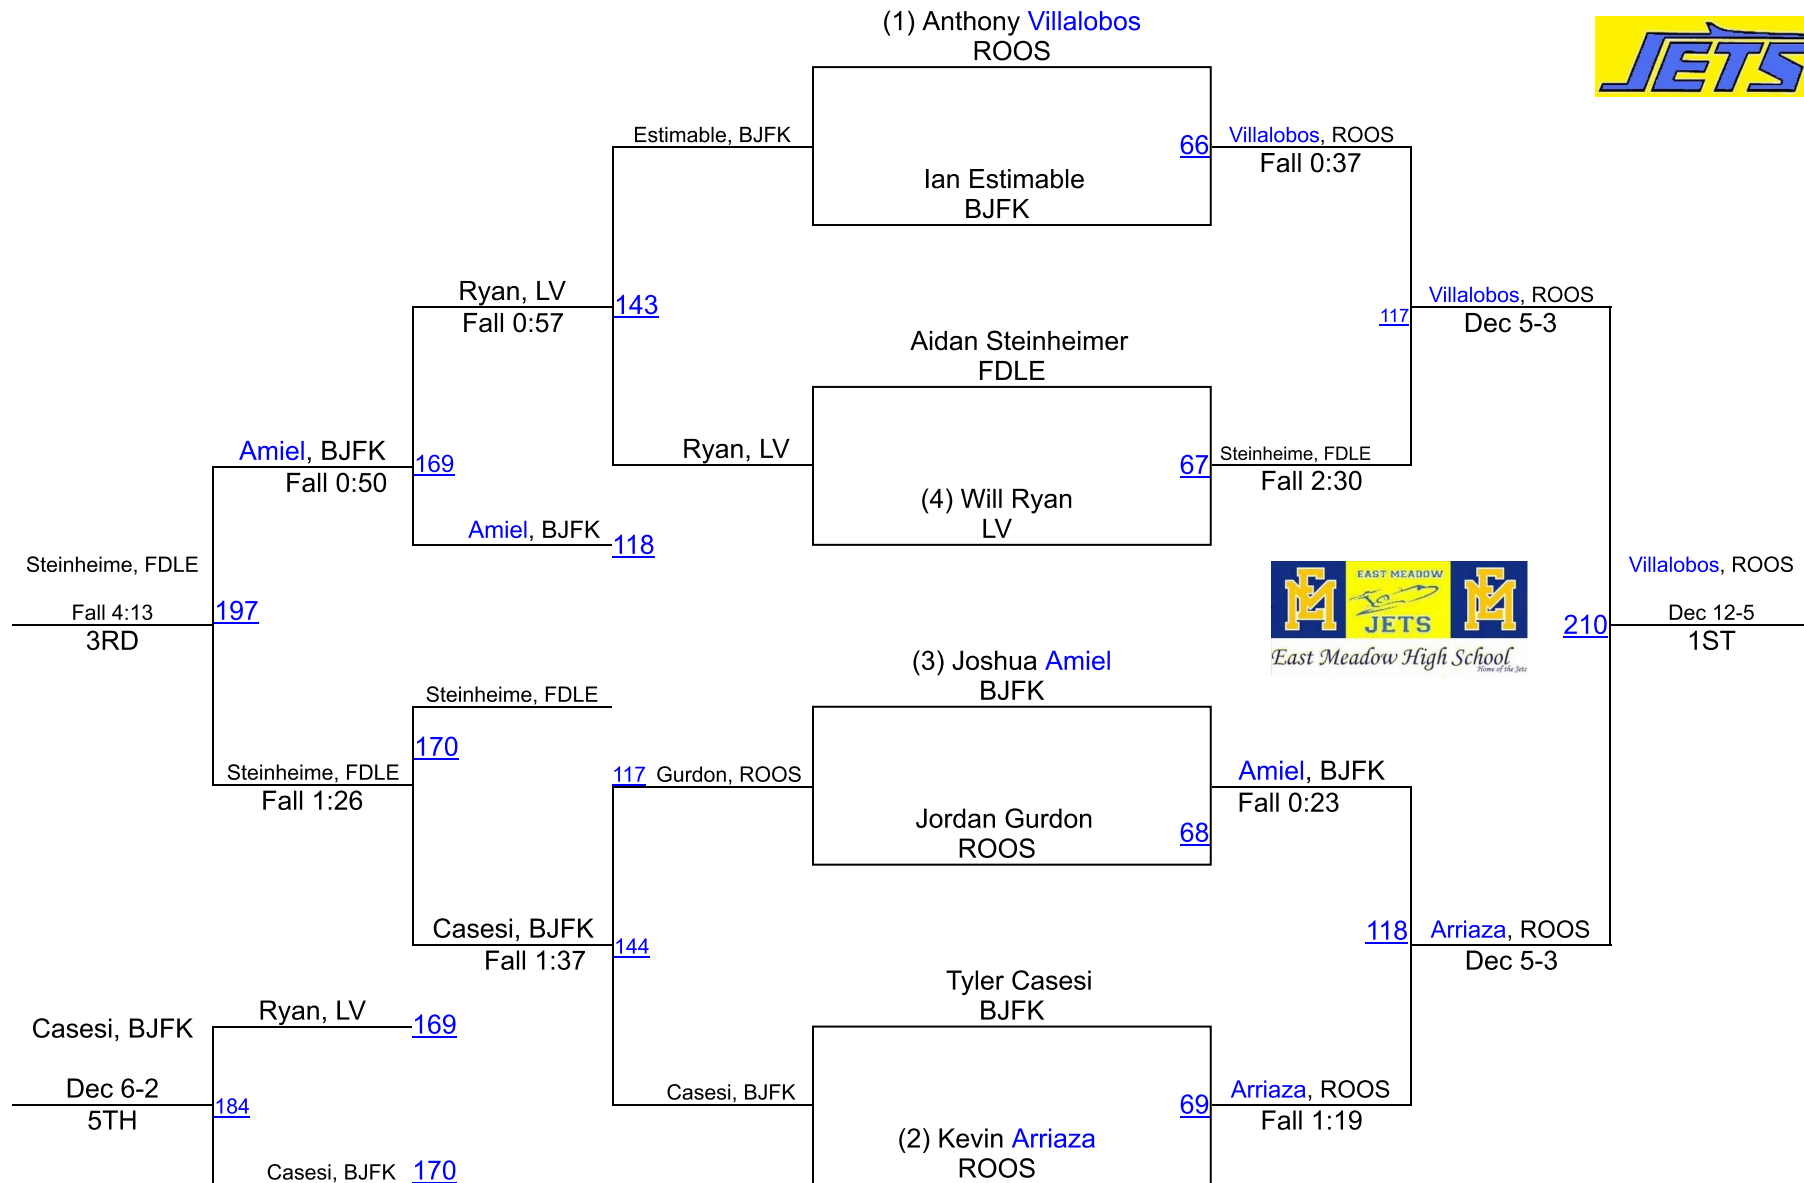 (1) Anthony Villalobos
ROOS
JETS
Estimable, BJFK
66
Villalobos, ROOS
Fall 0:37
Ian Estimable
BJFK
Ryan, LV
Fall 0:57
143
Villalobos, ROOS
117
Dec 5-3
Aidan Steinheimer
FDLE
Amiel, BJFK
Fall 0:50
169
Ryan, LV
67
Steinheime, FDLE
Fall 2:30
(4) Will Ryan
LV
Amiel, BJFK
118
Steinheime, FDLE
Fall 4:13
3RD
197
EAST MEADOW
JETS
EM
EM
East Meadow High School
Home of the Jets
210
Villalobos, ROOS
Dec 12-5
1ST
(3) Joshua Amiel
BJFK
Steinheime, FDLE
170
Steinheime, FDLE
Fall 1:26
117 Gurdon, ROOS
Amiel, BJFK
Fall 0:23
Jordan Gurdon
ROOS
68
Casesi, BJFK
Fall 1:37
144
118
Arriaza, ROOS
Dec 5-3
Tyler Casesi
BJFK
Ryan, LV
169
Casesi, BJFK
Dec 6-2
5TH
184
Casesi, BJFK
69
Arriaza, ROOS
Fall 1:19
(2) Kevin Arriaza
ROOS
Casesi, BJFK
170